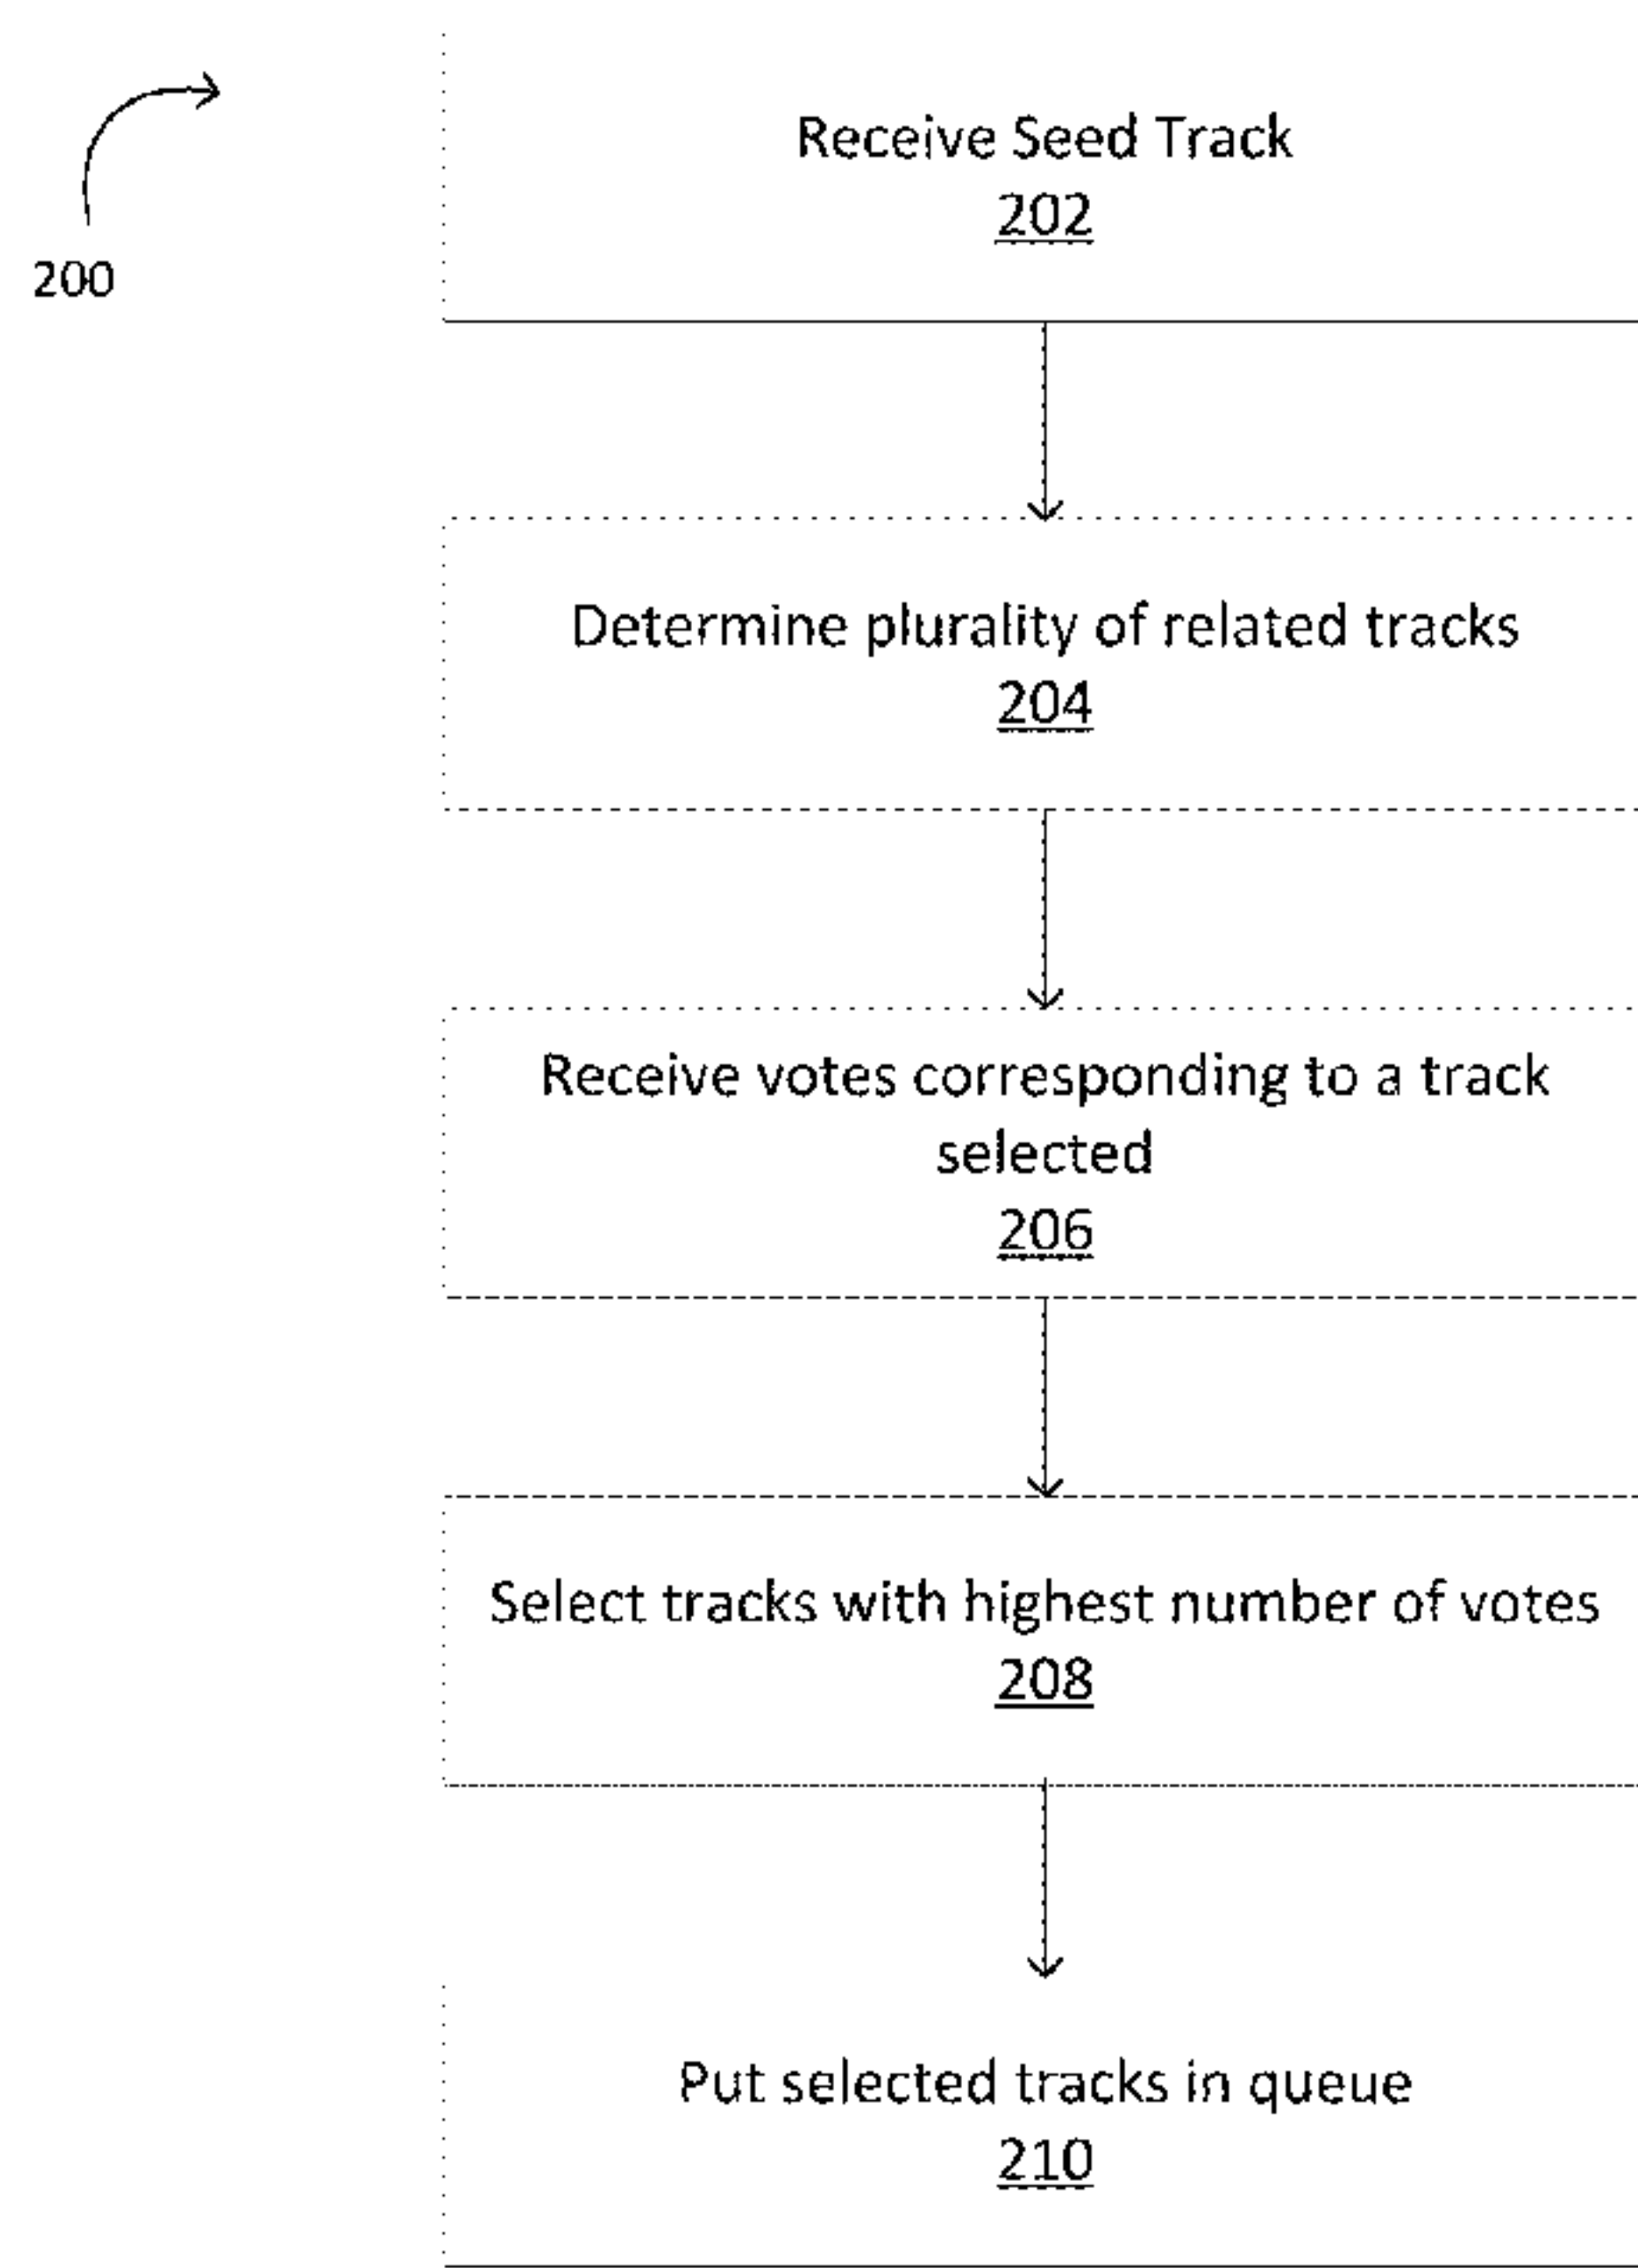 Receive Seed Track
202
200
Determine plurality of related tracks
204
Receive votes corresponding to a track
selected
206
Select tracks with highest number of votes
208
Put selected tracks in queue
210